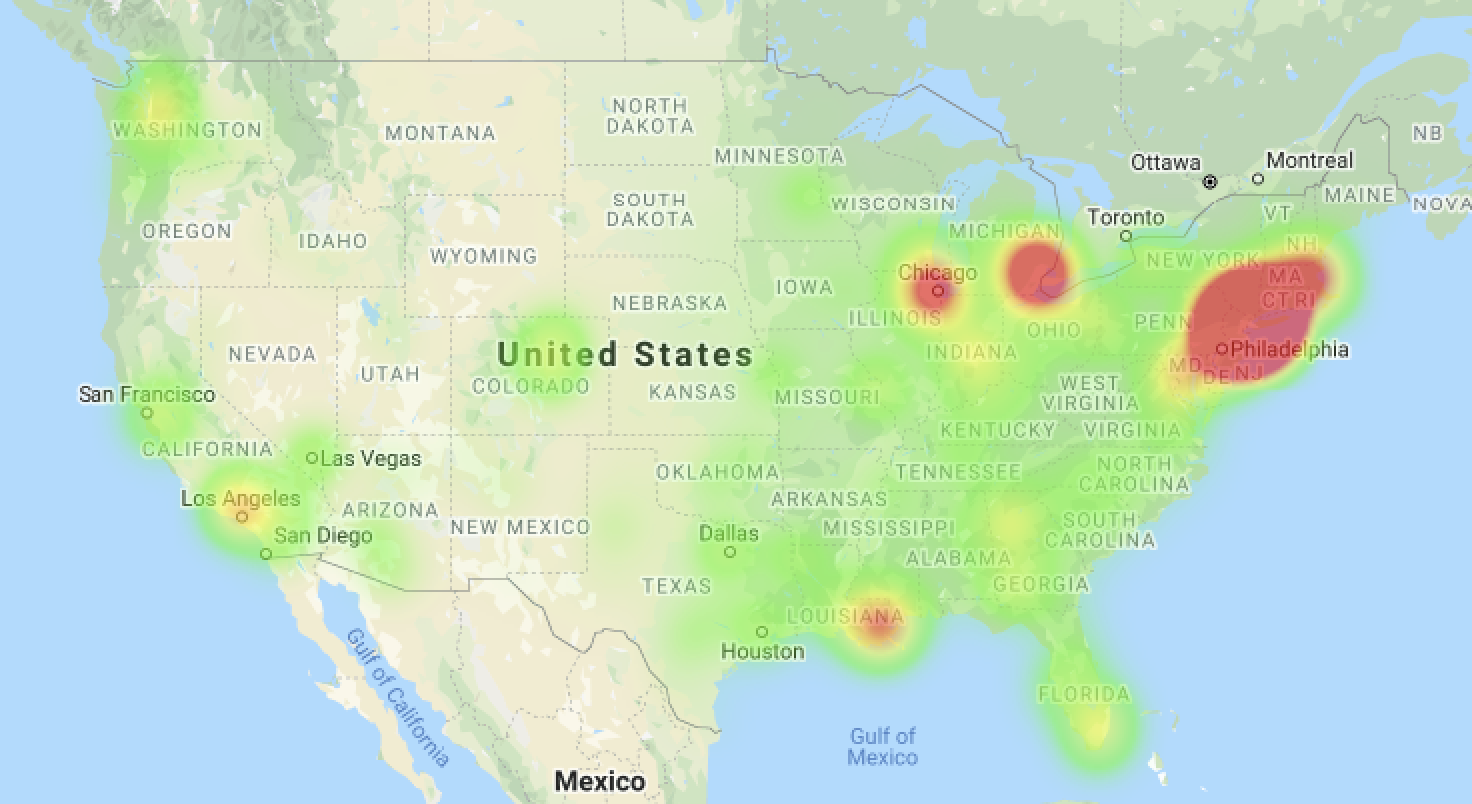 NORTH
DAKOTA
WASHINGTON
MONTANA
MINNESOTA
Ottawa
Montreal
NB
MAINE
NOVA
SOUTH
DAKOTA
WISCONSIN
VT
Toronto
OREGON
IDAHO
WYOMING
MICHIGAN
NH
NEW YORK
Chicago
MA
IOWA
NEBRASKA
CT RI
ILLINOIS
OHIO
PENN
NEVADA
United States
INDIANA
Philadelphia
UTAH
COLORADO
MD
DE NJ
San Francisco
KANSAS
MISSOURI
WEST
VIRGINIA
KENTUCKY
VIRGINIA
CALIFORNIA
Las Vegas
OKLAHOMA
TENNESSEE
NORTH
CAROLINA
Los Angeles
ARIZONA
NEW MEXICO
ARKANSAS
MISSISSIPPI
SOUTH
CAROLINA
San Diego
Dallas
ALABAMA
TEXAS
GEORGIA
LOUISIANA
Houston
Gulf of California
FLORIDA
Gulf of
Mexico
Mexico